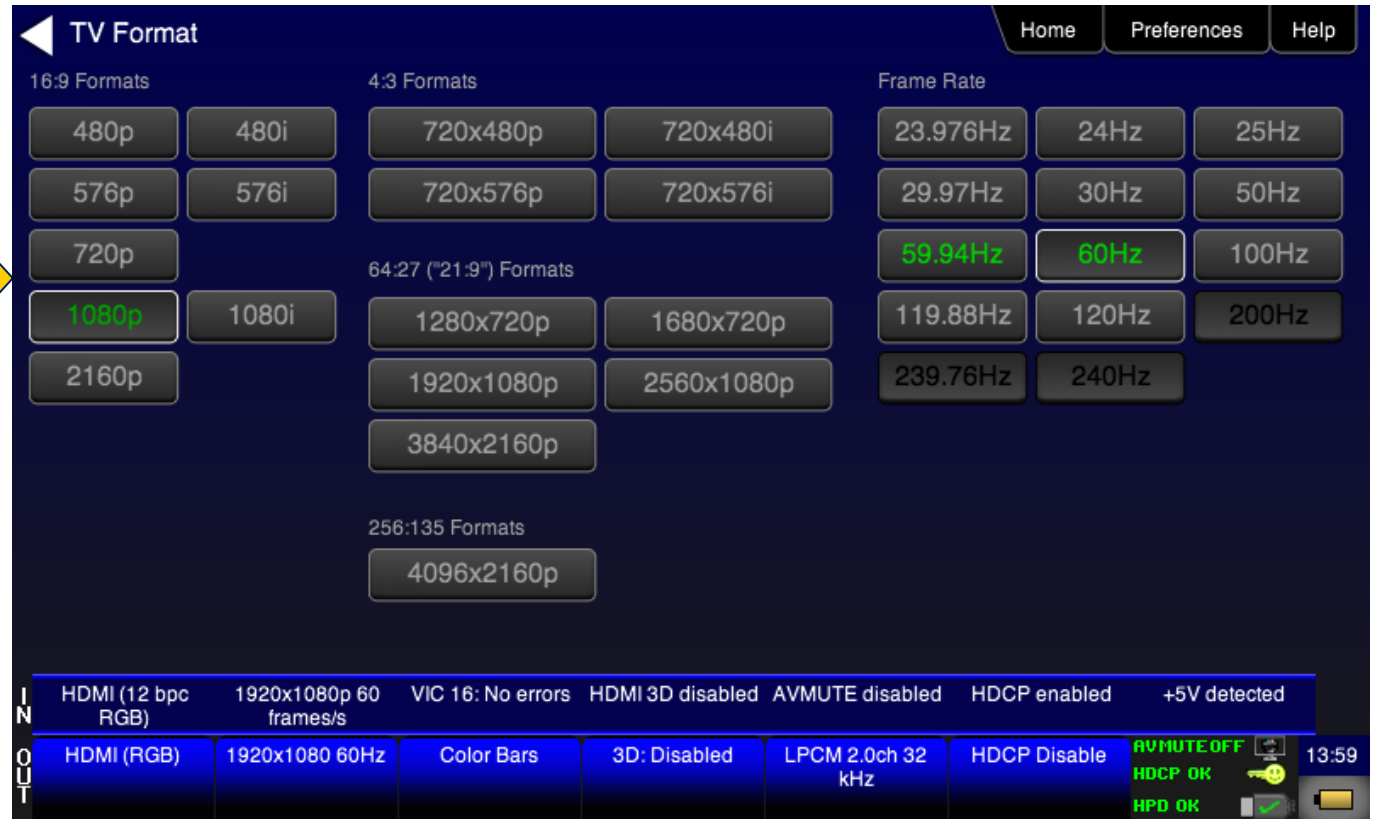 TV Format
Home Preferences Help
16:9 Formats 4:3 Formats Frame Rate
480p 480i 720x480p 720x480i 23.976Hz 24Hz 25Hz
576p 576i 720x576p 720x576i 29.97Hz 30Hz 50Hz
720p 59.94Hz 60Hz 100Hz
64:27 ("21:9") Formats
1080p 1080i 1280x720p 1680x720p 119.88Hz 120Hz 200Hz
2160p 1920x1080p 2560x1080p 239.76Hz 240Hz
3840x2160p
256:135 Formats
4096x2160p
IN
HDMI (12 bpc RGB)
1920x1080p 60 frames/s
VIC 16: No errors
HDMI 3D disabled
AVMUTE disabled
HDCP enabled
+5V detected
OUT
HDMI (RGB)
1920x1080 60Hz
Color Bars
3D: Disabled
LPCM 2.0ch 32 kHz
HDCP Disable
AVMUTEOFF
HDCP OK
HPD OK
13:59